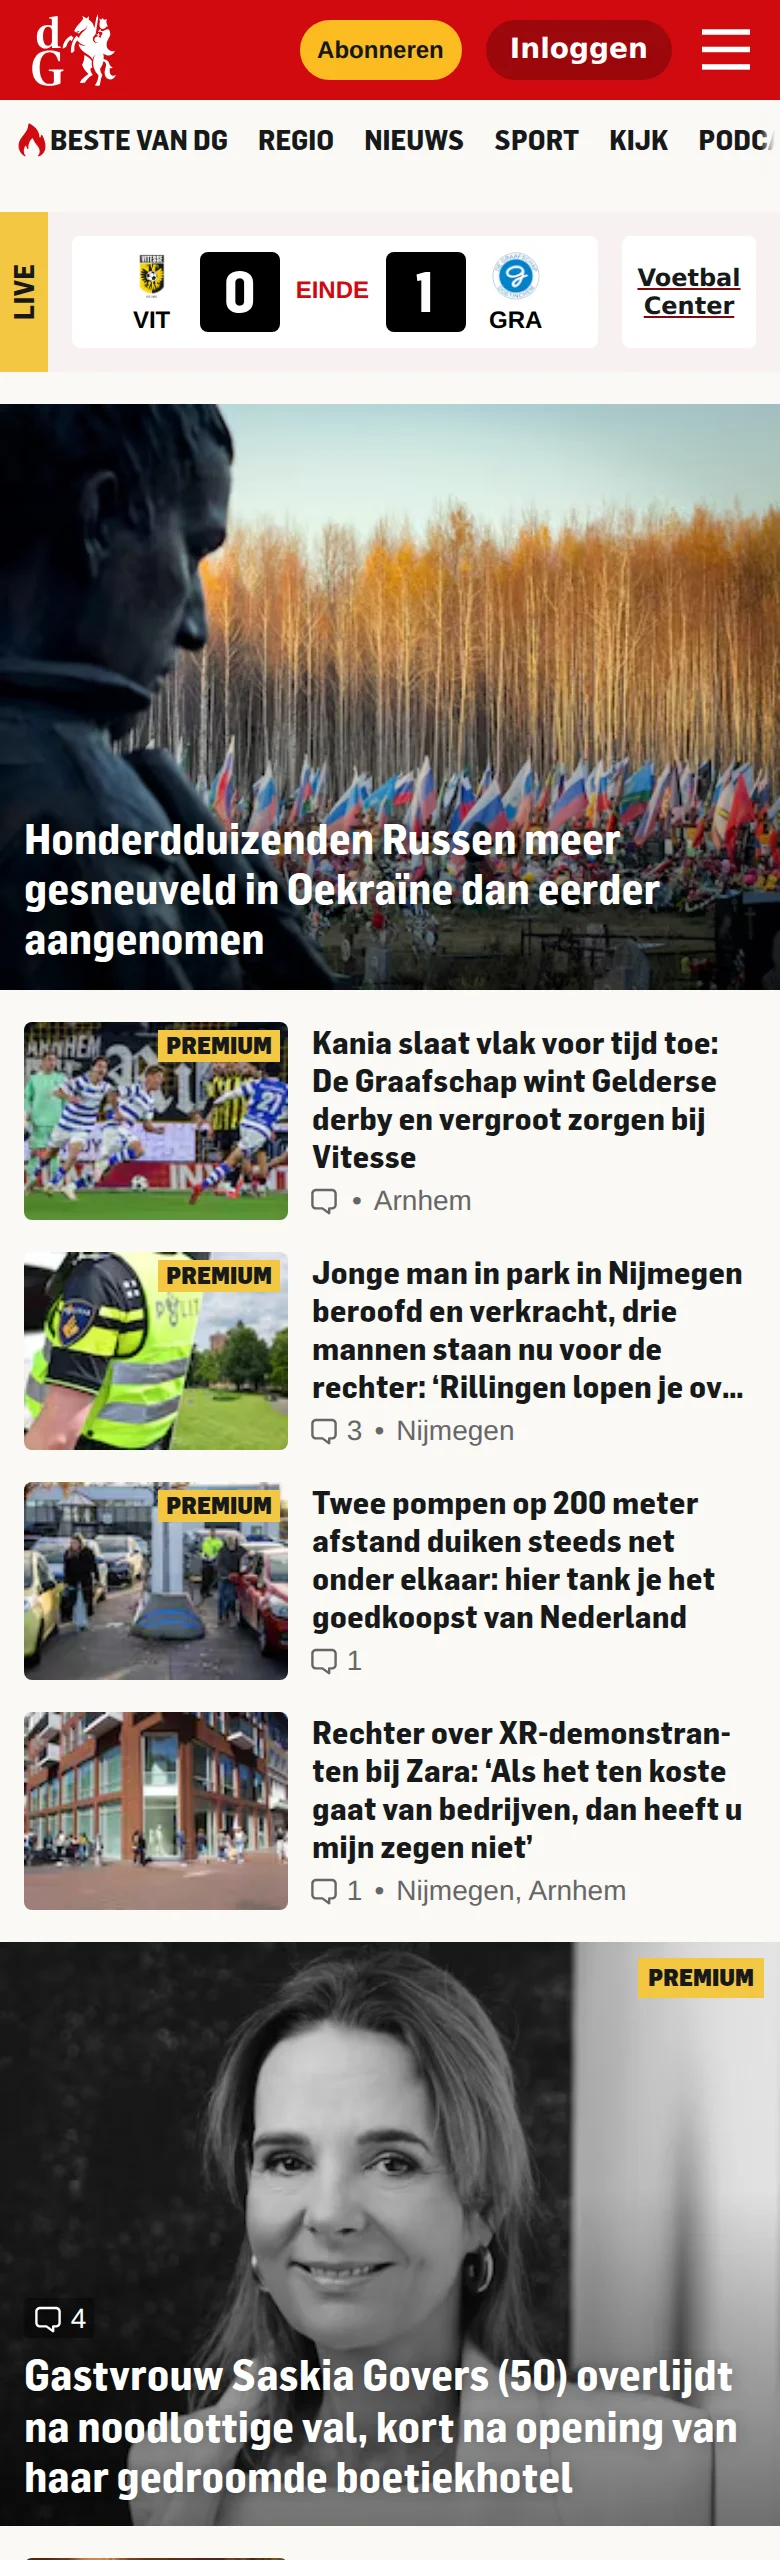 dG
Abonneren
Inloggen
BESTE VAN DG REGIO NIEUWS SPORT KIJK PODCA
LIVE
VITESSE
VIT
0
EINDE
1
GRA
Voetbal
Center
Honderdduizenden Russen meer
gesneuveld in Oekraïne dan eerder
aangenomen
PREMIUM
Kania slaat vlak voor tijd toe:
De Graafschap wint Gelderse
derby en vergroot zorgen bij
Vitesse
• Arnhem
PREMIUM
Jonge man in park in Nijmegen
beroofd en verkracht, drie
mannen staan nu voor de
rechter: ‘Rillingen lopen je ov...
3 • Nijmegen
PREMIUM
Twee pompen op 200 meter
afstand duiken steeds net
onder elkaar: hier tank je het
goedkoopst van Nederland
1
Rechter over XR-demonstran-
ten bij Zara: ‘Als het ten koste
gaat van bedrijven, dan heeft u
mijn zegen niet’
1 • Nijmegen, Arnhem
PREMIUM
4
Gastvrouw Saskia Govers (50) overlijdt
na noodlottige val, kort na opening van
haar gedroomde boetiekhotel